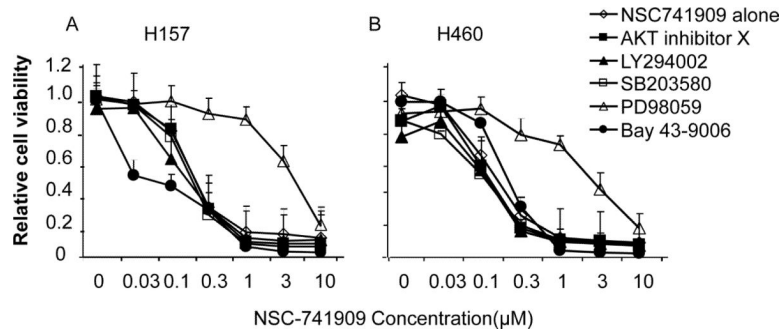 A
H157
B
H460
NSC741909 alone
AKT inhibitor X
LY294002
SB203580
PD98059
Bay 43-9006
Relative cell viability
1.2
1.0
0.8
0.6
0.4
0.2
0
0 0.03 0.1 0.3 1 3 10
0 0.03 0.1 0.3 1 3 10
NSC-741909 Concentration(µM)